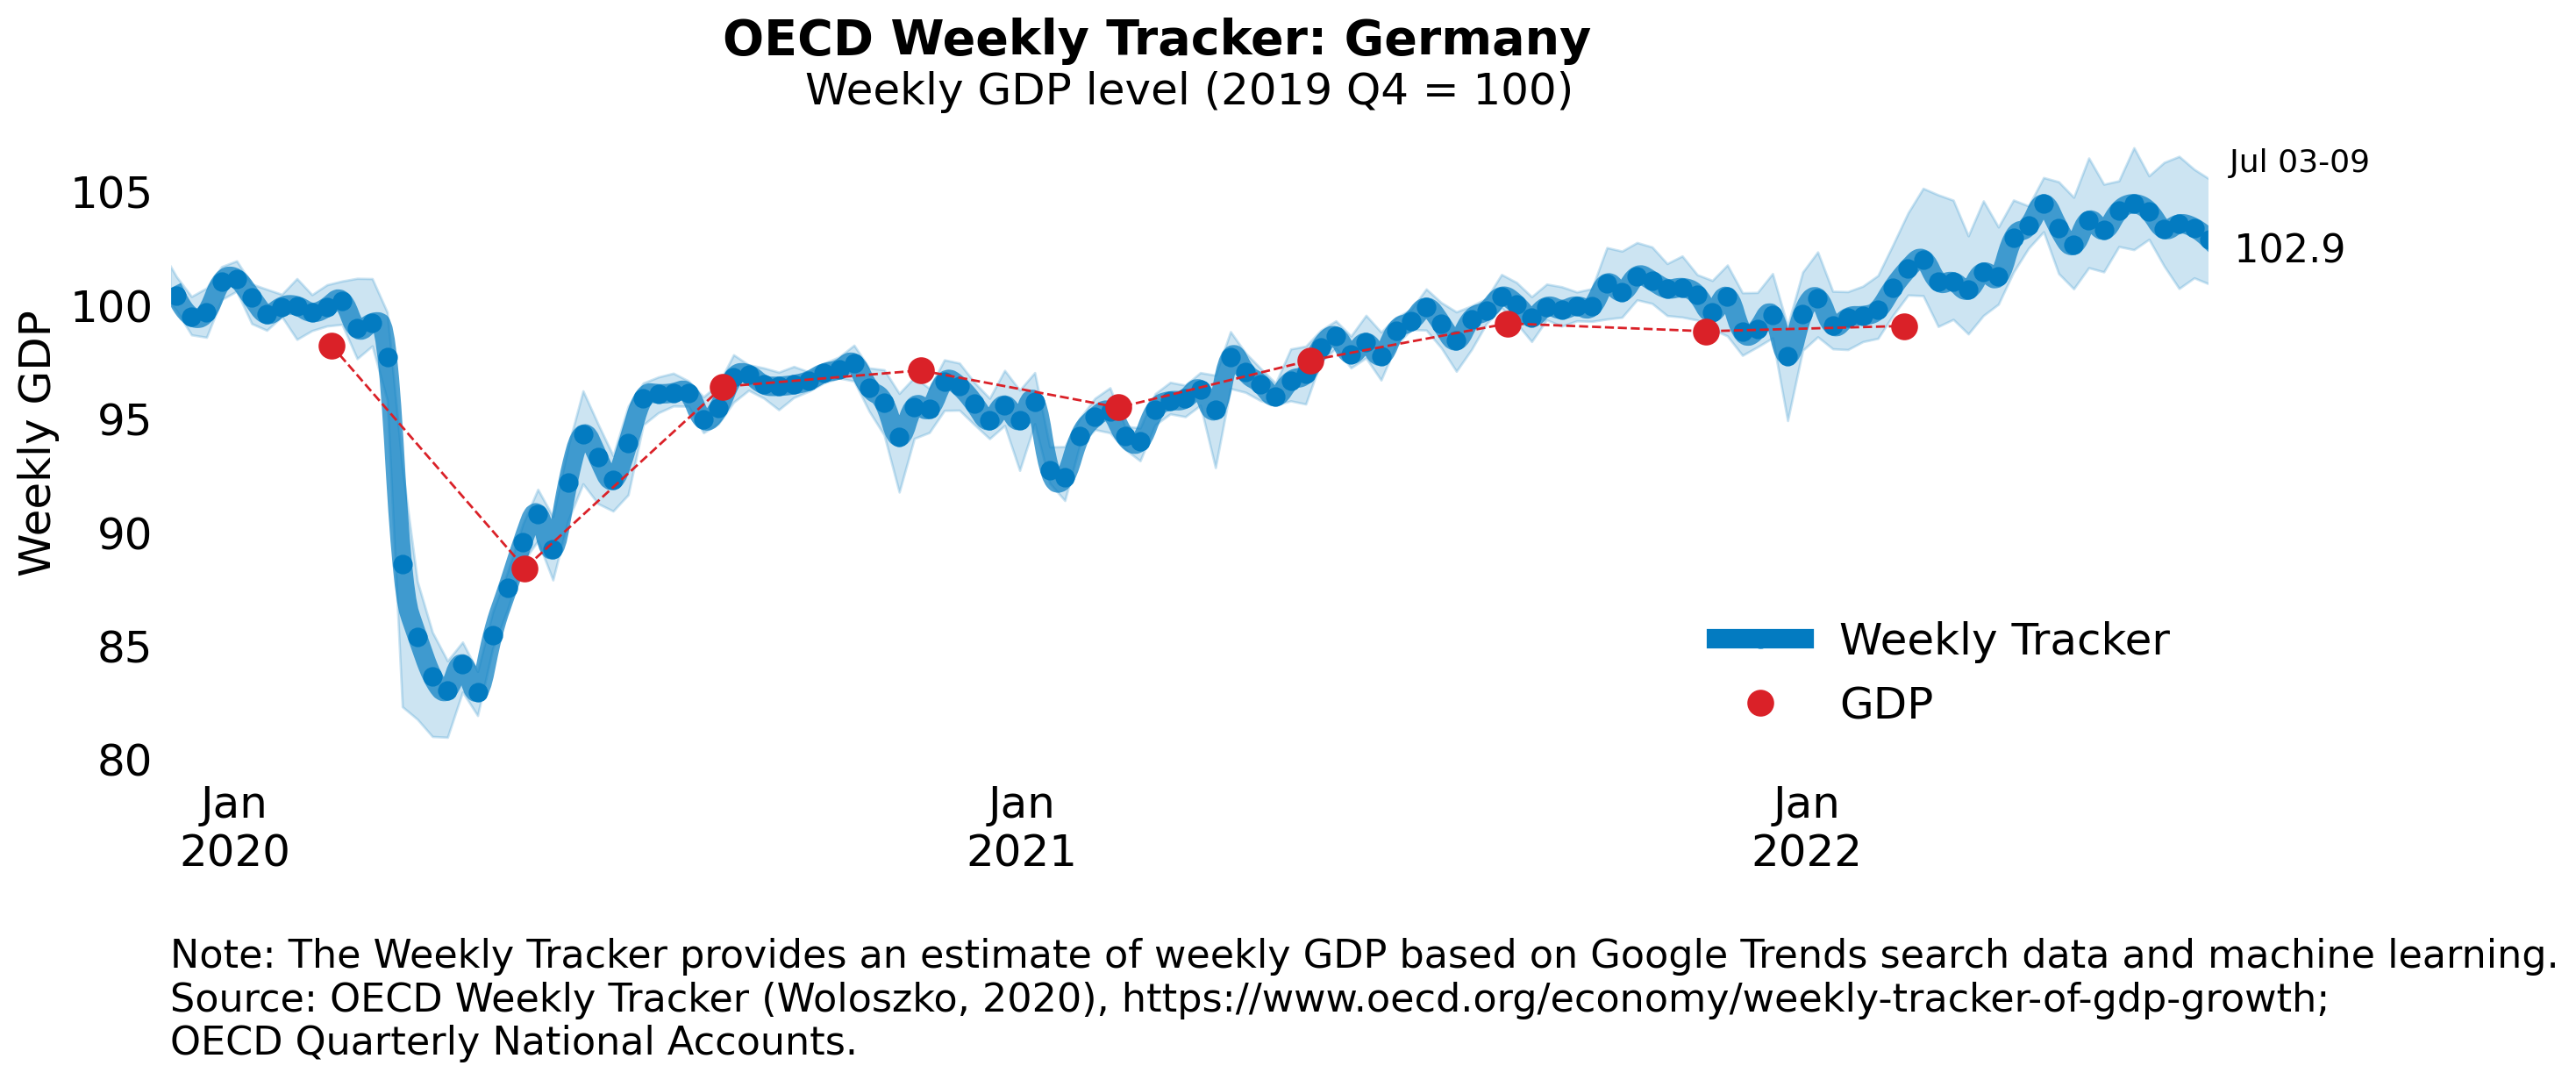 OECD Weekly Tracker: Germany
Weekly GDP level (2019 Q4 = 100)
Weekly GDP
105
100
95
90
85
80
Jul 03-09
102.9
Weekly Tracker
GDP
Jan
2020
Jan
2021
Jan
2022
Note: The Weekly Tracker provides an estimate of weekly GDP based on Google Trends search data and machine learning.
Source: OECD Weekly Tracker (Woloszko, 2020), https://www.oecd.org/economy/weekly-tracker-of-gdp-growth;
OECD Quarterly National Accounts.